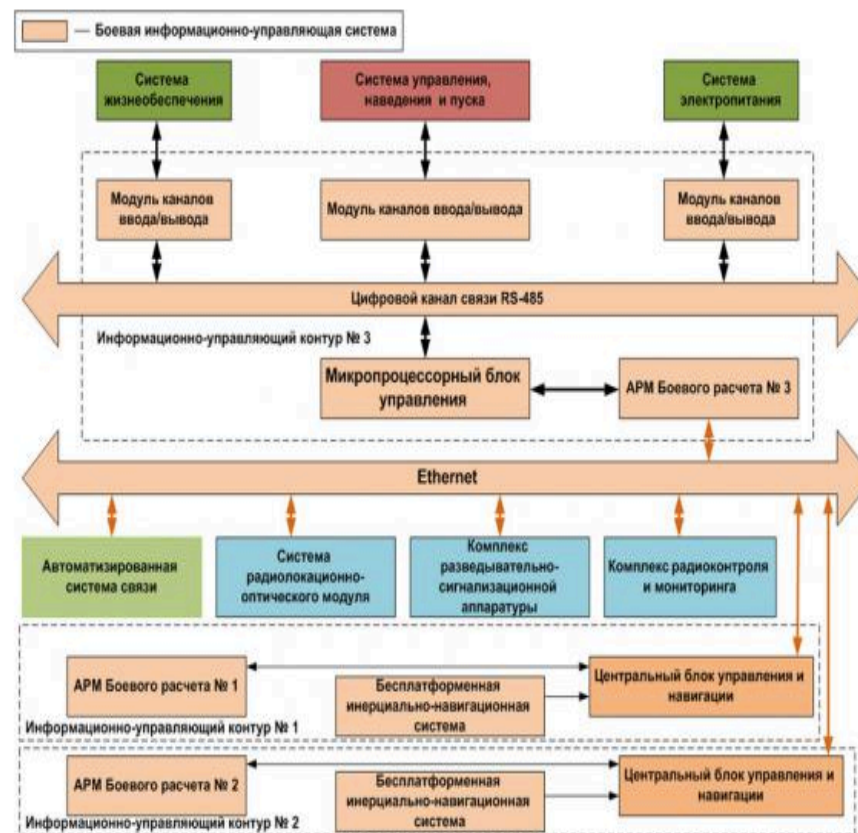 — Боевая информационно-управляющая система
Система
жизнеобеспечения
Система управления,
наведения и пуска
Система
электропитания
Модуль каналов
ввода/вывода
Модуль каналов ввода/вывода
Модуль каналов
ввода/вывода
Цифровой канал связи RS-485
Информационно-управляющий контур № 3
Микропроцессорный блок
управления
АРМ Боевого расчета № 3
Ethernet
Автоматизированная
система связи
Система
радиолокационно-
оптического модуля
Комплекс
разведывательно-
сигнализационной
аппаратуры
Комплекс радиоконтроля
и мониторинга
АРМ Боевого расчета № 1
Бесплатформенная
инерциально-навигационная
система
Центральный блок управления и
навигации
Информационно-управляющий контур № 1
АРМ Боевого расчета № 2
Бесплатформенная
инерциально-навигационная
система
Центральный блок управления и
навигации
Информационно-управляющий контур № 2